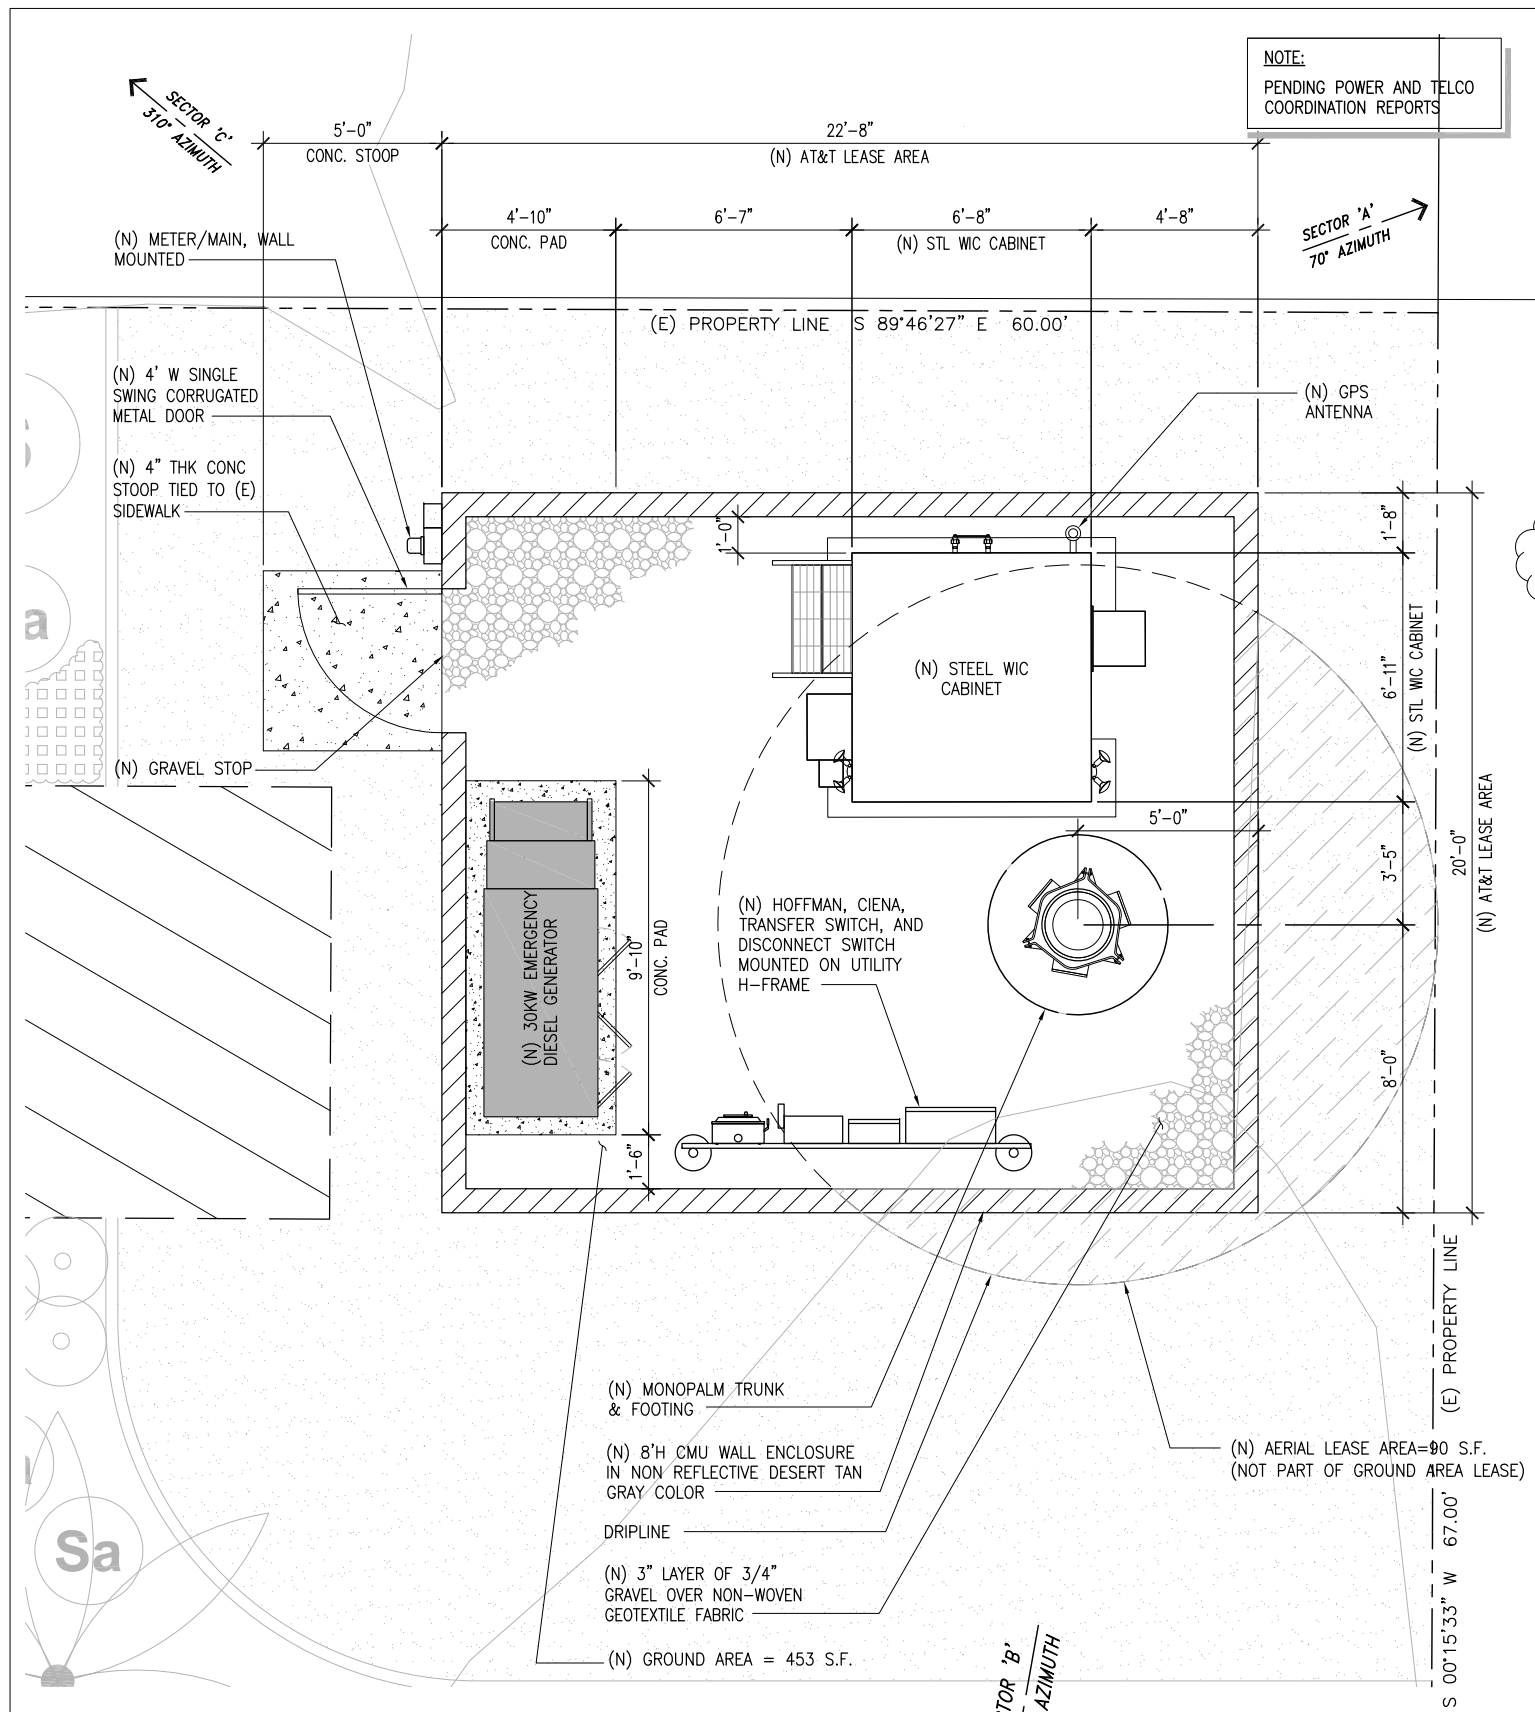 NOTE:
PENDING POWER AND TELCO
COORDINATION REPORTS
SECTOR 'C'
310° AZIMUTH
5'-0"
CONC. STOOP
22'-8"
(N) AT&T LEASE AREA
4'-10"
CONC. PAD
6'-7"
6'-8"
(N) STL WIC CABINET
4'-8"
SECTOR 'A'
70° AZIMUTH
(N) METER/MAIN, WALL
MOUNTED
(E) PROPERTY LINE S 89°46'27" E 60.00'
(N) 4' W SINGLE
SWING CORRUGATED
METAL DOOR
(N) GPS
ANTENNA
(N) 4" THK CONC
STOOP TIED TO (E)
SIDEWALK
1'-0"
1'-8"
a
(N) STEEL WIC
CABINET
6'-11"
(N) STL WIC CABINET
(N) GRAVEL STOP
5'-0"
3'-5"
20'-0"
(N) AT&T LEASE AREA
(N) 30KW EMERGENCY
DIESEL GENERATOR
9'-10"
CONC. PAD
(N) HOFFMAN, CIENA,
TRANSFER SWITCH, AND
DISCONNECT SWITCH
MOUNTED ON UTILITY
H-FRAME
8'-0"
1'-6"
(N) MONOPALM TRUNK
& FOOTING
(N) 8'H CMU WALL ENCLOSURE
IN NON REFLECTIVE DESERT TAN
GRAY COLOR
DRIPLINE
(N) 3" LAYER OF 3/4"
GRAVEL OVER NON-WOVEN
GEOTEXTILE FABRIC
(N) GROUND AREA = 453 S.F.
(N) AERIAL LEASE AREA=90 S.F.
(NOT PART OF GROUND AREA LEASE)
Sa
S 00°15'33" W 67.00' (E) PROPERTY LINE
TOR 'B'
AZIMUTH